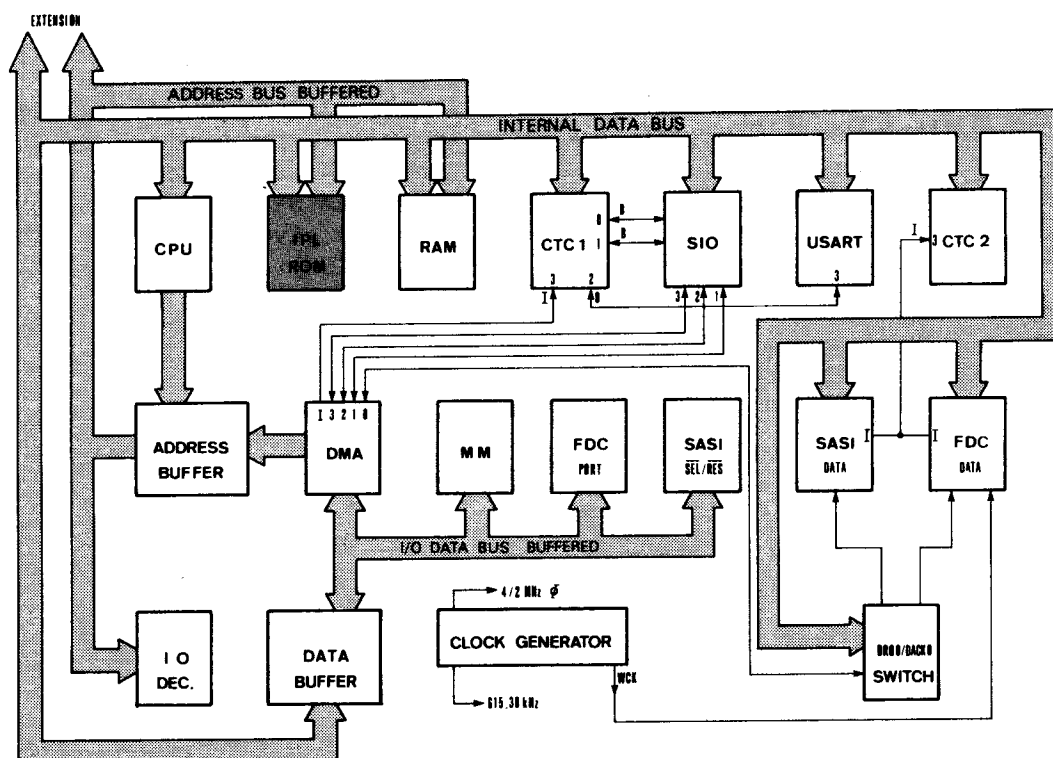 EXTENSION
ADDRESS BUS BUFFERED
INTERNAL DATA BUS
CPU
IPL
ROM
RAM
CTC 1
0
1
3
2
I
0
B
B
SIO
3 2 1
USART
3
CTC 2
I
3
ADDRESS
BUFFER
I 3 2 1 0
DMA
MM
FDC
PORT
SASI
SEL/RES
SASI
DATA
I
I
FDC
DATA
I/O DATA BUS BUFFERED
I O
DEC.
DATA
BUFFER
4/2 MHz Φ
CLOCK GENERATOR
WCK
615,38 kHz
DRQ0/DACK0
SWITCH